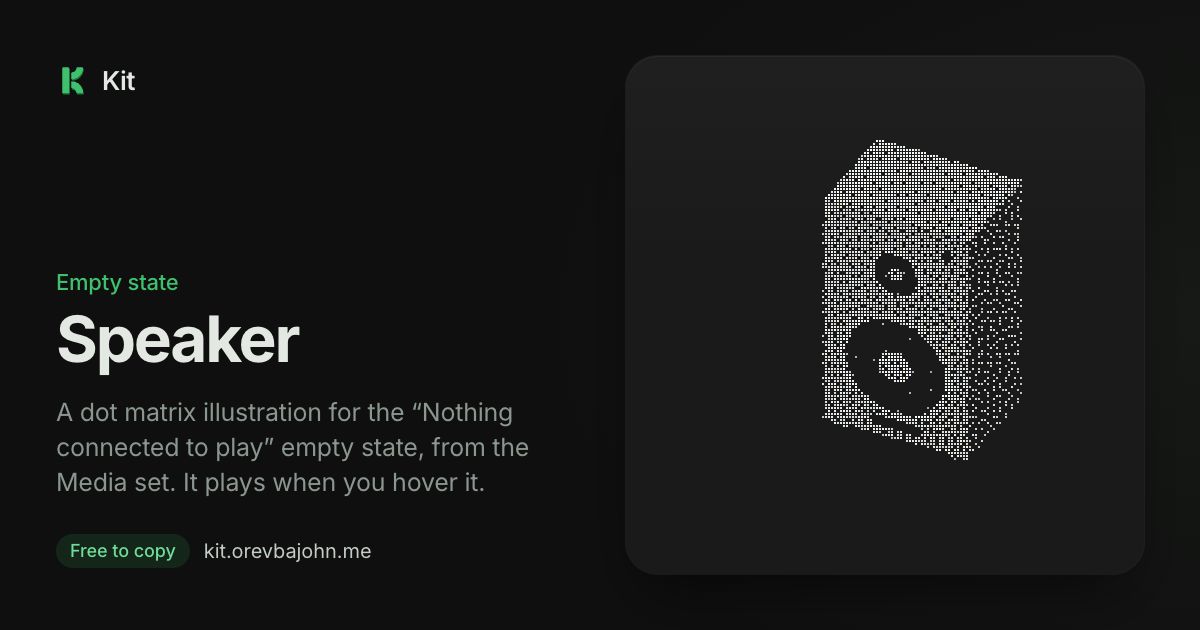 Kit
Empty state
Speaker
A dot matrix illustration for the “Nothing
connected to play” empty state, from the
Media set. It plays when you hover it.
Free to copy
kit.orevbajohn.me